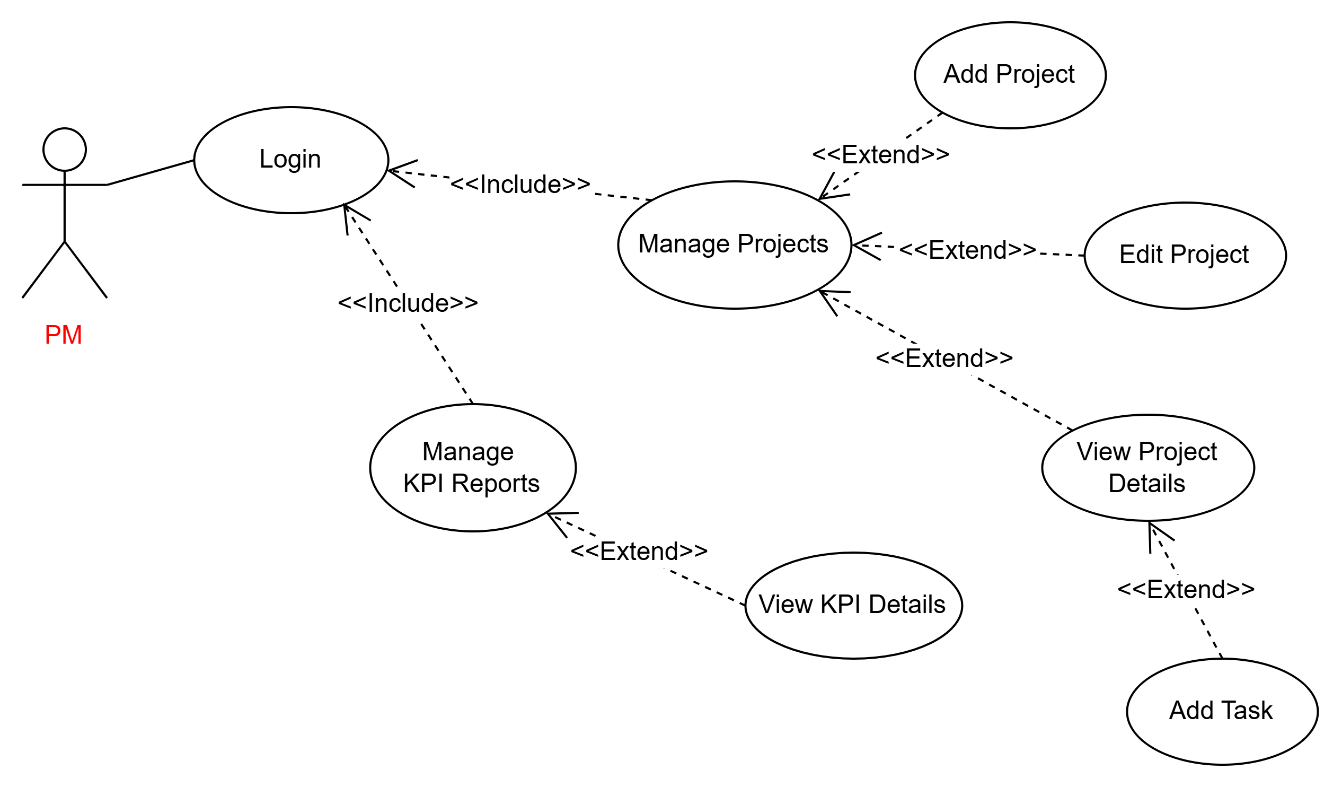 Add Project
<<Extend>>
Login
<<Include>>
Manage Projects
<<Extend>>
Edit Project
<<Include>>
PM
<<Extend>>
Manage
KPI Reports
View Project
Details
<<Extend>>
<<Extend>>
View KPI Details
Add Task